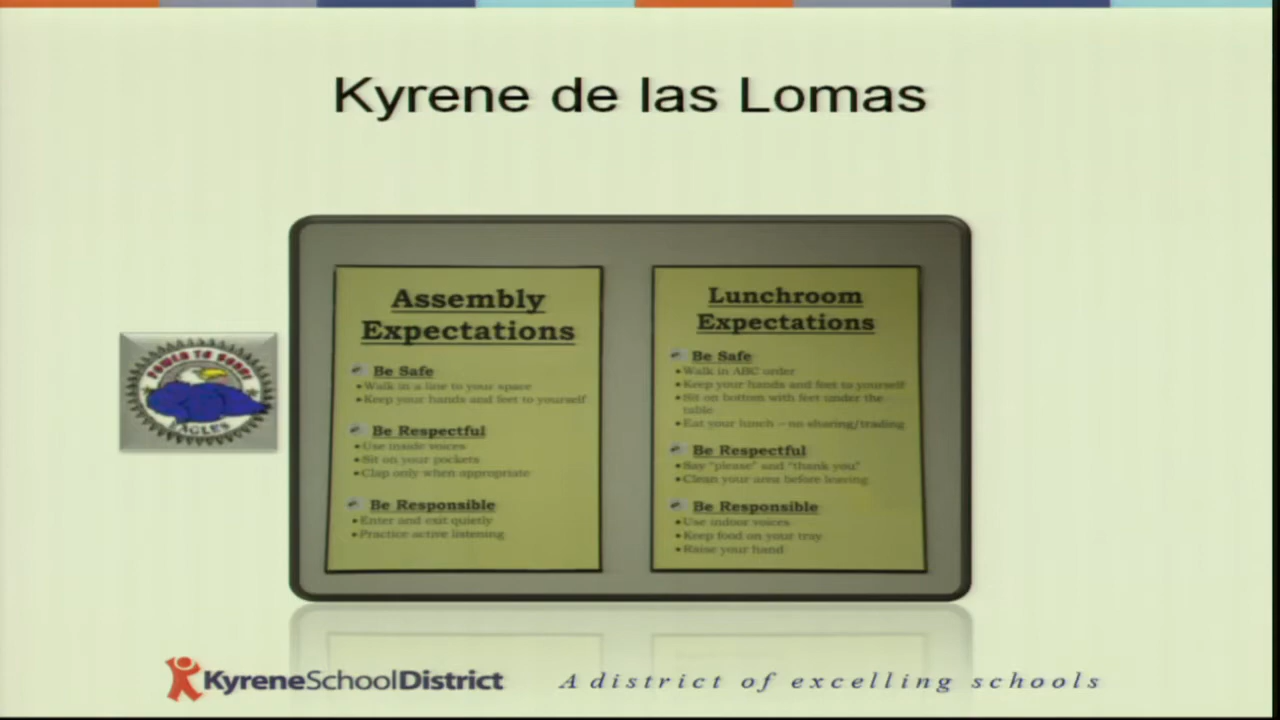 Kyrene de las Lomas
POWER TO SOAR!
EAGLES
Assembly
Expectations
Be Safe
•Walk in a line to your space
•Keep your hands and feet to yourself
Be Respectful
•Use inside voices
•Sit on your pockets
•Clap only when appropriate
Be Responsible
•Enter and exit quietly
•Practice active listening
Lunchroom
Expectations
Be Safe
•Walk in ABC order
•Keep your hands and feet to yourself
•Sit on bottom with feet under the
table
•Eat your lunch – no sharing/trading
Be Respectful
•Say "please" and "thank you"
•Clean your area before leaving
Be Responsible
•Use indoor voices
•Keep food on your tray
•Raise your hand
KyreneSchoolDistrict
A district of excelling schools